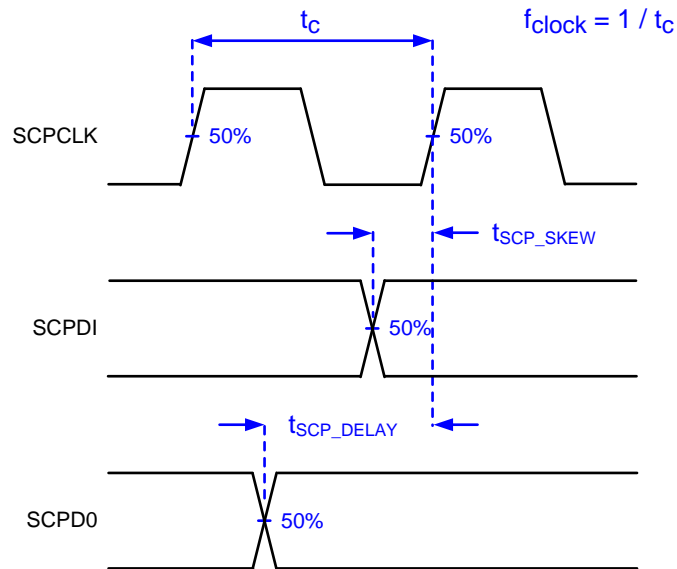 tC
fclock = 1 / tC
SCPCLK
50%
50%
tSCP_SKEW
SCPDI
50%
tSCP_DELAY
SCPD0
50%